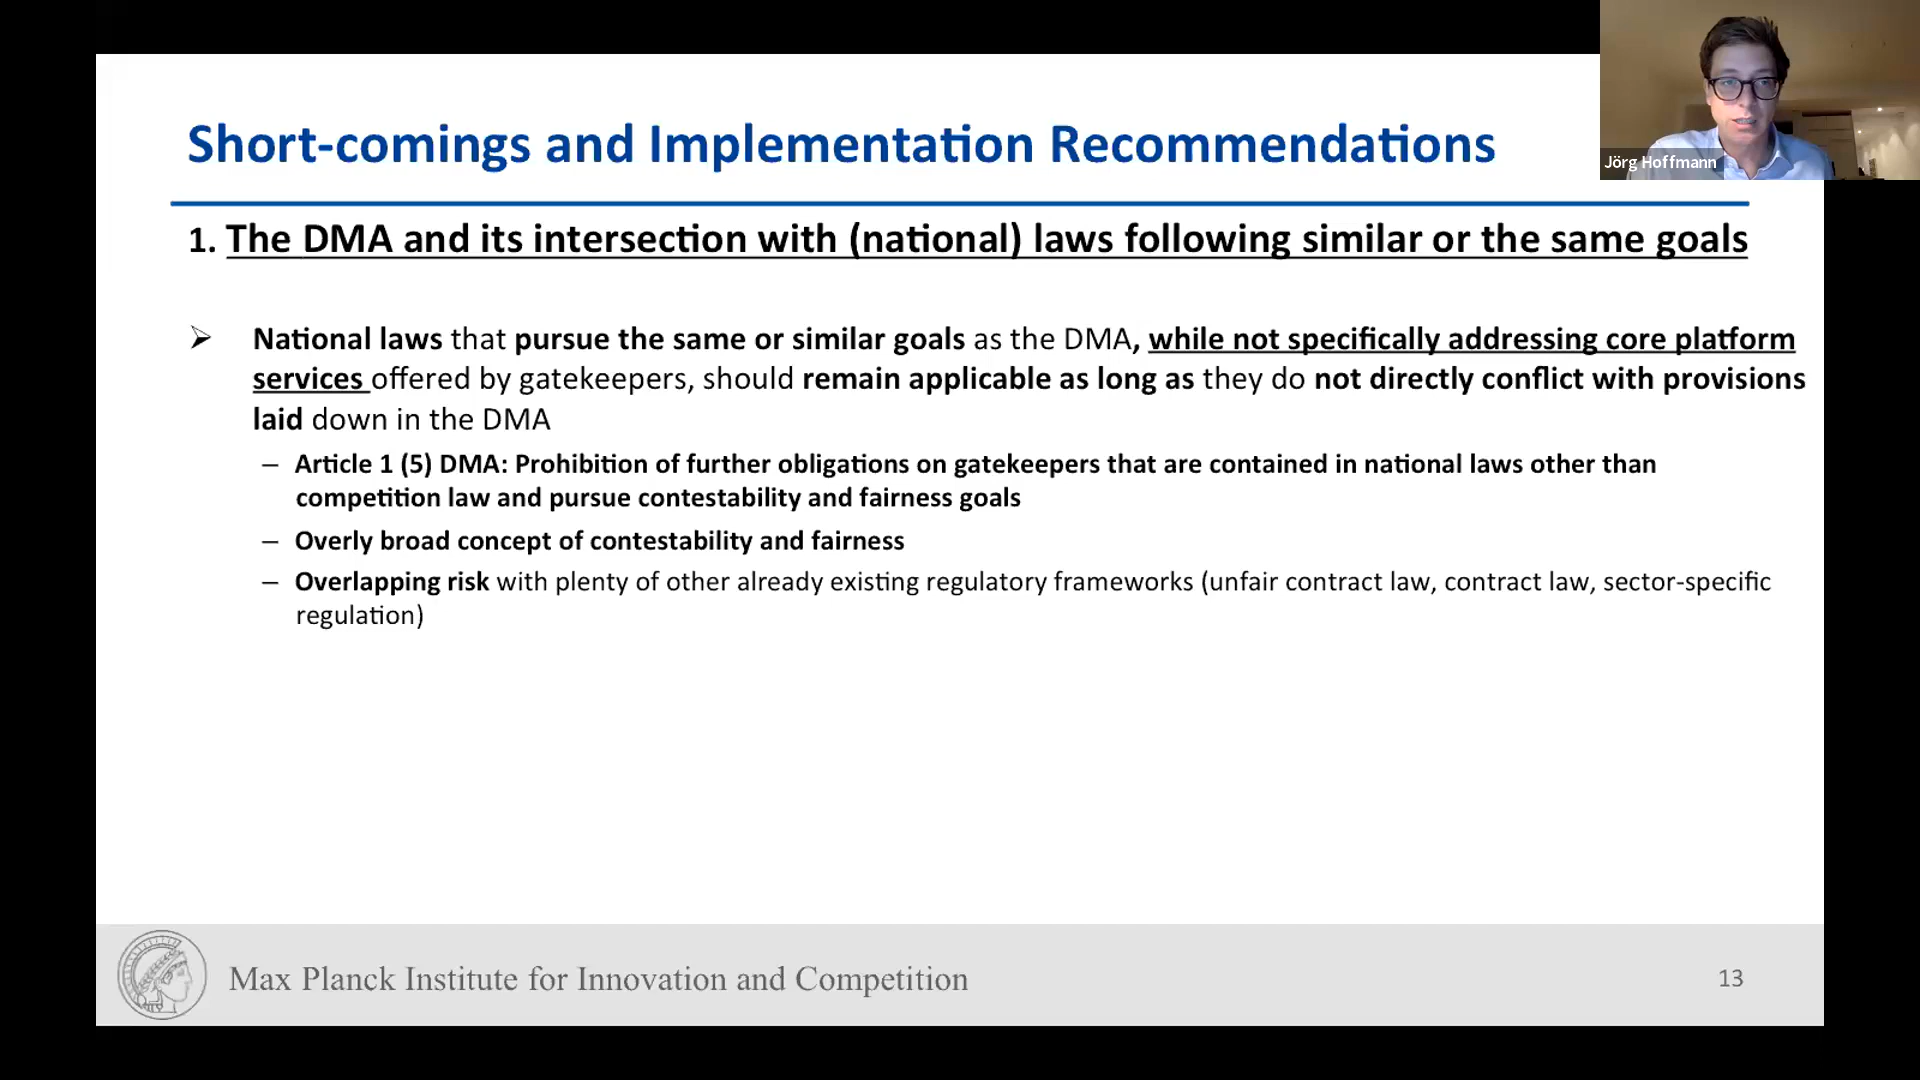 Short-comings and Implementation Recommendations
Jörg Hoffmann
1. The DMA and its intersection with (national) laws following similar or the same goals
➢ National laws that pursue the same or similar goals as the DMA, while not specifically addressing core platform
services offered by gatekeepers, should remain applicable as long as they do not directly conflict with provisions
laid down in the DMA
– Article 1 (5) DMA: Prohibition of further obligations on gatekeepers that are contained in national laws other than
competition law and pursue contestability and fairness goals
– Overly broad concept of contestability and fairness
– Overlapping risk with plenty of other already existing regulatory frameworks (unfair contract law, contract law, sector-specific
regulation)
Max Planck Institute for Innovation and Competition
13